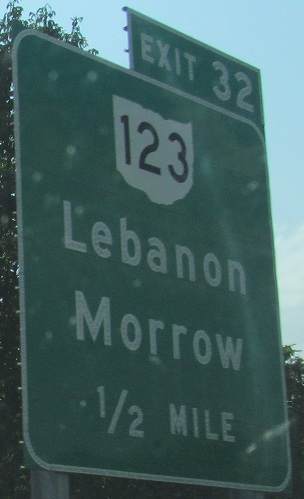 EXIT 32
123
Lebanon
Morrow
1/2 MILE